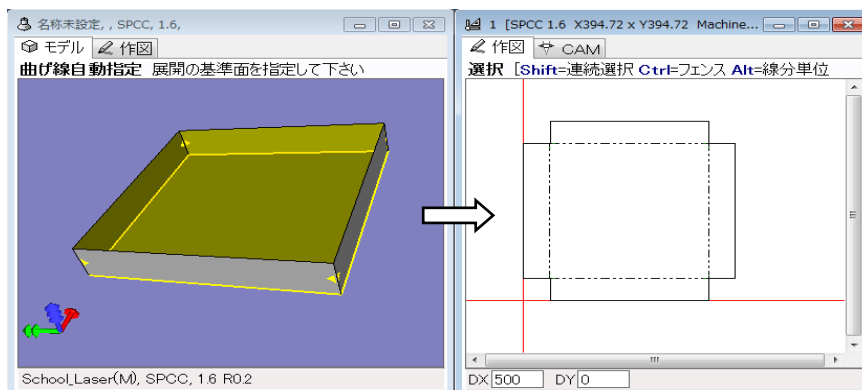 名称未設定, , SPCC, 1.6,
モデル 作図
曲げ線自動指定 展開の基準面を指定して下さい
School_Laser(M), SPCC, 1.6 R0.2
1 [SPCC 1.6 X394.72 x Y394.72 Machine...
作図 CAM
選択 [Shift=連続選択 Ctrl=フェンス Alt=線分単位
DX 500 DY 0